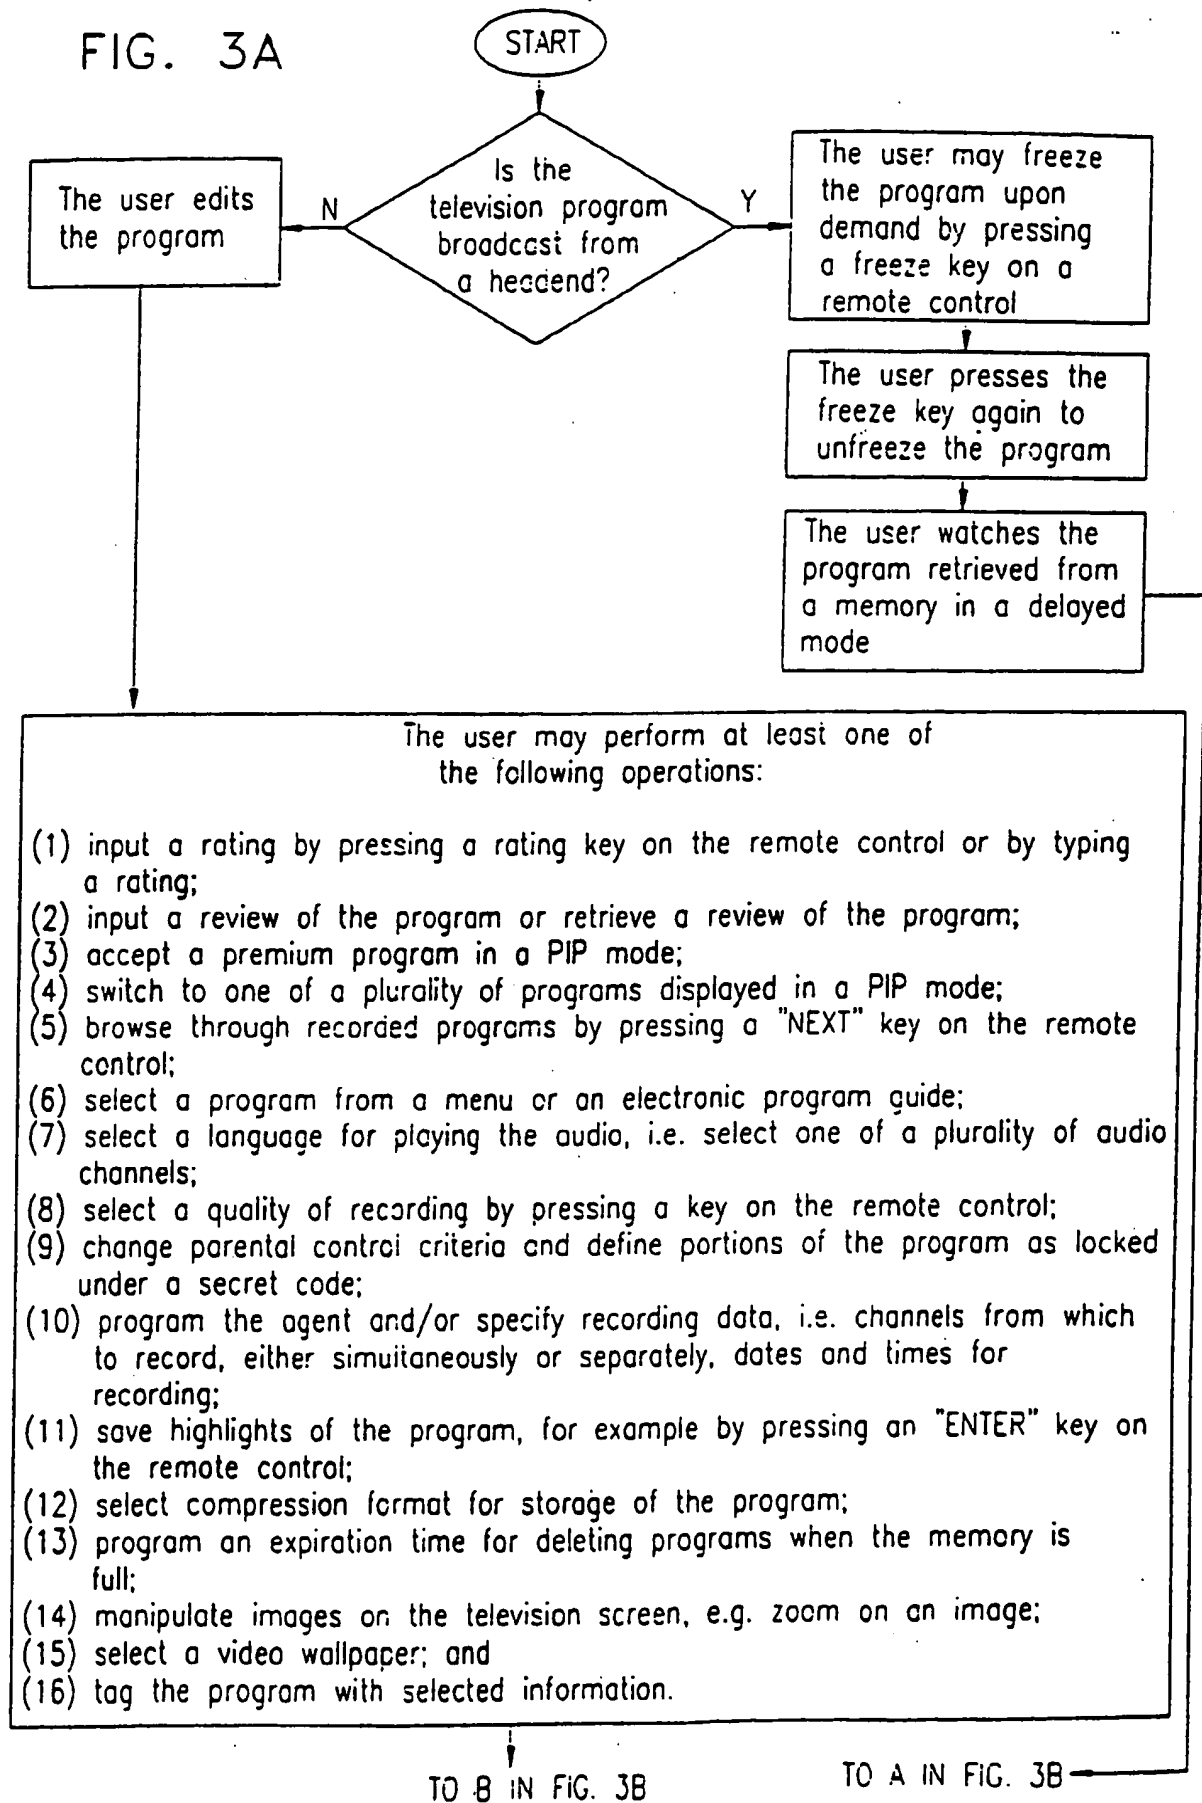 FIG. 3A
START
Is the
television program
broadcast from
a headend?
N
Y
The user edits
the program
The user may freeze
the program upon
demand by pressing
a freeze key on a
remote control
The user presses the
freeze key again to
unfreeze the program
The user watches the
program retrieved from
a memory in a delayed
mode
The user may perform at least one of
the following operations:
(1) input a rating by pressing a rating key on the remote control or by typing
a rating;
(2) input a review of the program or retrieve a review of the program;
(3) accept a premium program in a PIP mode;
(4) switch to one of a plurality of programs displayed in a PIP mode;
(5) browse through recorded programs by pressing a "NEXT" key on the remote
control;
(6) select a program from a menu or an electronic program guide;
(7) select a language for playing the audio, i.e. select one of a plurality of audio
channels;
(8) select a quality of recording by pressing a key on the remote control;
(9) change parental control criteria and define portions of the program as locked
under a secret code;
(10) program the agent and/or specify recording data, i.e. channels from which
to record, either simultaneously or separately, dates and times for
recording;
(11) save highlights of the program, for example by pressing an "ENTER" key on
the remote control;
(12) select compression format for storage of the program;
(13) program an expiration time for deleting programs when the memory is
full;
(14) manipulate images on the television screen, e.g. zoom on an image;
(15) select a video wallpaper; and
(16) tag the program with selected information.
TO B IN FIG. 3B
TO A IN FIG. 3B